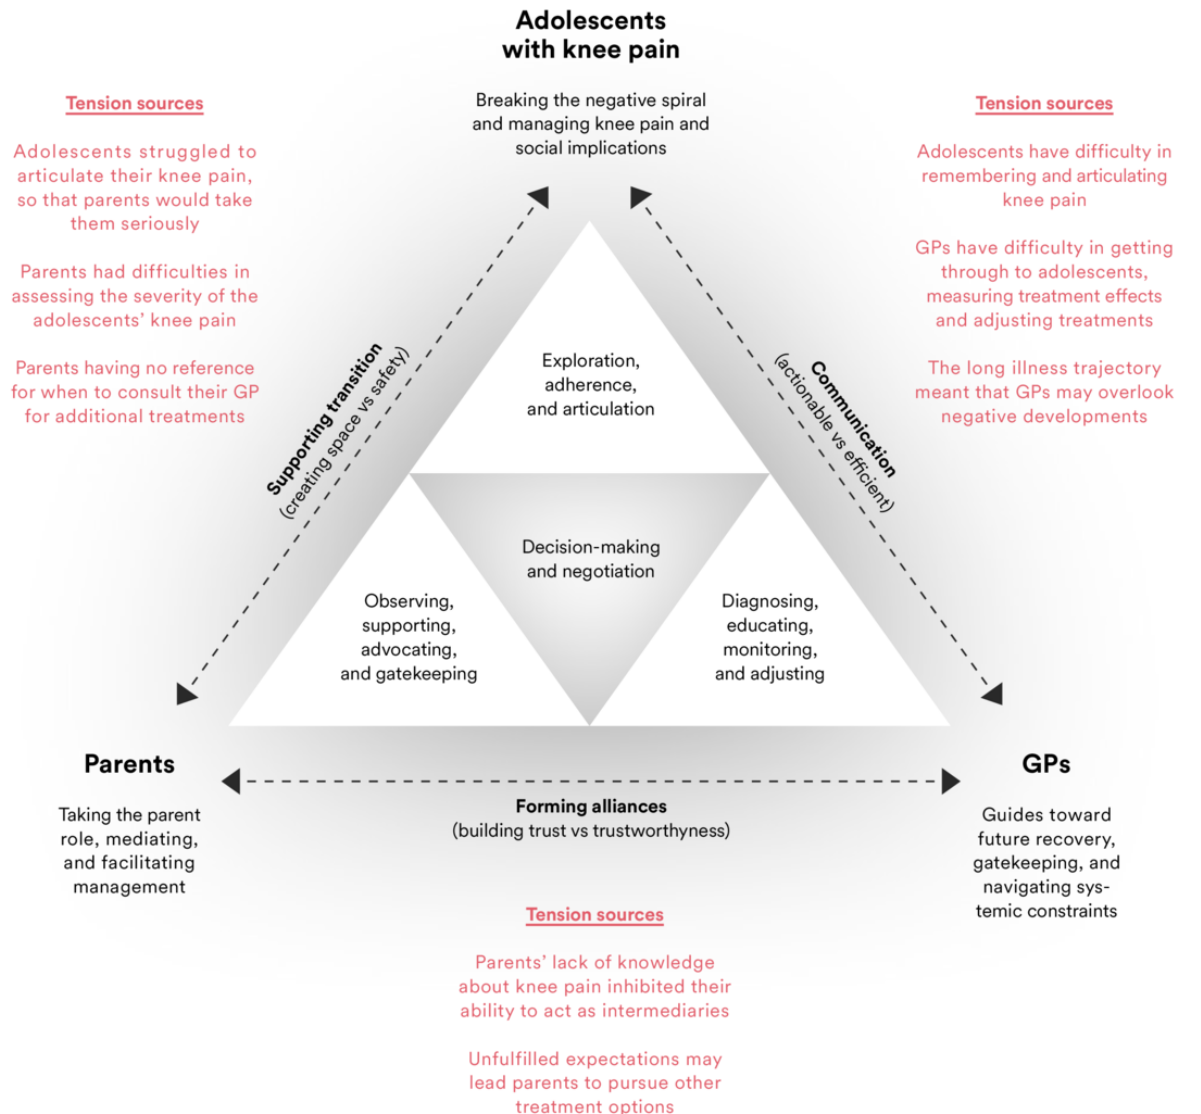 Adolescents
with knee pain
Breaking the negative spiral
and managing knee pain and
social implications
Tension sources
Adolescents struggled to
articulate their knee pain,
so that parents would take
them seriously
Parents had difficulties in
assessing the severity of the
adolescents’ knee pain
Parents having no reference
for when to consult their GP
for additional treatments
Tension sources
Adolescents have difficulty in
remembering and articulating
knee pain
GPs have difficulty in getting
through to adolescents,
measuring treatment effects
and adjusting treatments
The long illness trajectory
meant that GPs may overlook
negative developments
Supporting transition
(creating space vs safety)
Communication
(actionable vs efficient)
Exploration,
adherence,
and articulation
Decision-making
and negotiation
Observing,
supporting,
advocating,
and gatekeeping
Diagnosing,
educating,
monitoring,
and adjusting
Parents
Taking the parent
role, mediating,
and facilitating
management
Forming alliances
(building trust vs trustworthyness)
GPs
Guides toward
future recovery,
gatekeeping, and
navigating sys-
temic constraints
Tension sources
Parents’ lack of knowledge
about knee pain inhibited their
ability to act as intermediaries
Unfulfilled expectations may
lead parents to pursue other
treatment options